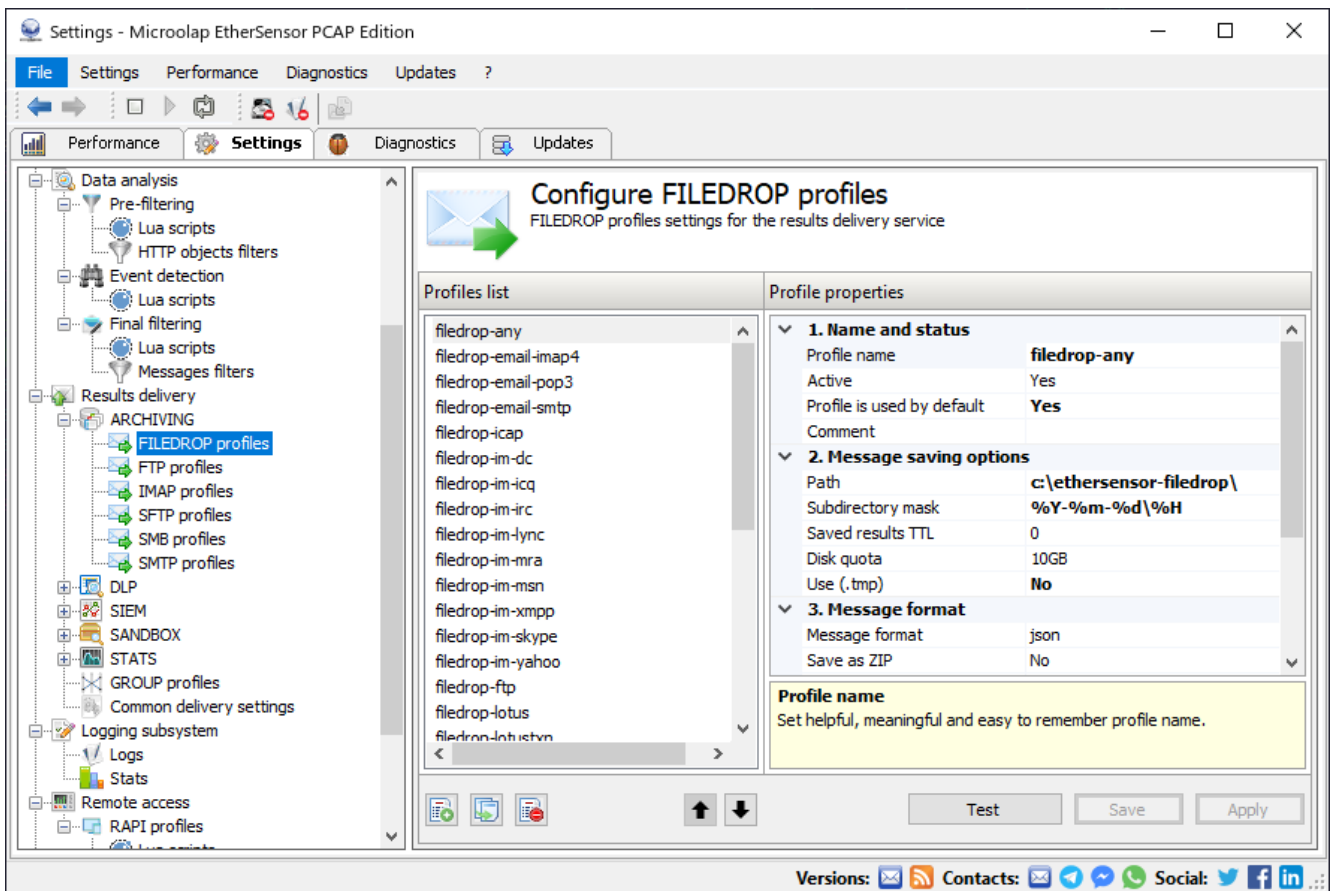 Settings - Microolap EtherSensor PCAP Edition
File Settings Performance Diagnostics Updates ?
Performance Settings Diagnostics Updates
Data analysis
Pre-filtering
Lua scripts
HTTP objects filters
Event detection
Lua scripts
Final filtering
Lua scripts
Messages filters
Results delivery
ARCHIVING
FILEDROP profiles
FTP profiles
IMAP profiles
SFTP profiles
SMB profiles
SMTP profiles
DLP
SIEM
SANDBOX
STATS
GROUP profiles
Common delivery settings
Logging subsystem
Logs
Stats
Remote access
RAPI profiles
Lua scripts
Configure FILEDROP profiles
FILEDROP profiles settings for the results delivery service
Profiles list
filedrop-any
filedrop-email-imap4
filedrop-email-pop3
filedrop-email-smtp
filedrop-icap
filedrop-im-dc
filedrop-im-icq
filedrop-im-irc
filedrop-im-lync
filedrop-im-mra
filedrop-im-msn
filedrop-im-xmpp
filedrop-im-skype
filedrop-im-yahoo
filedrop-ftp
filedrop-lotus
filedrop-lotustxn
Profile properties
1. Name and status
Profile name filedrop-any
Active Yes
Profile is used by default Yes
Comment
2. Message saving options
Path c:\ethersensor-filedrop\
Subdirectory mask %Y-%m-%d\%H
Saved results TTL 0
Disk quota 10GB
Use (.tmp) No
3. Message format
Message format json
Save as ZIP No
Profile name
Set helpful, meaningful and easy to remember profile name.
Test Save Apply
Versions: Contacts: Social: